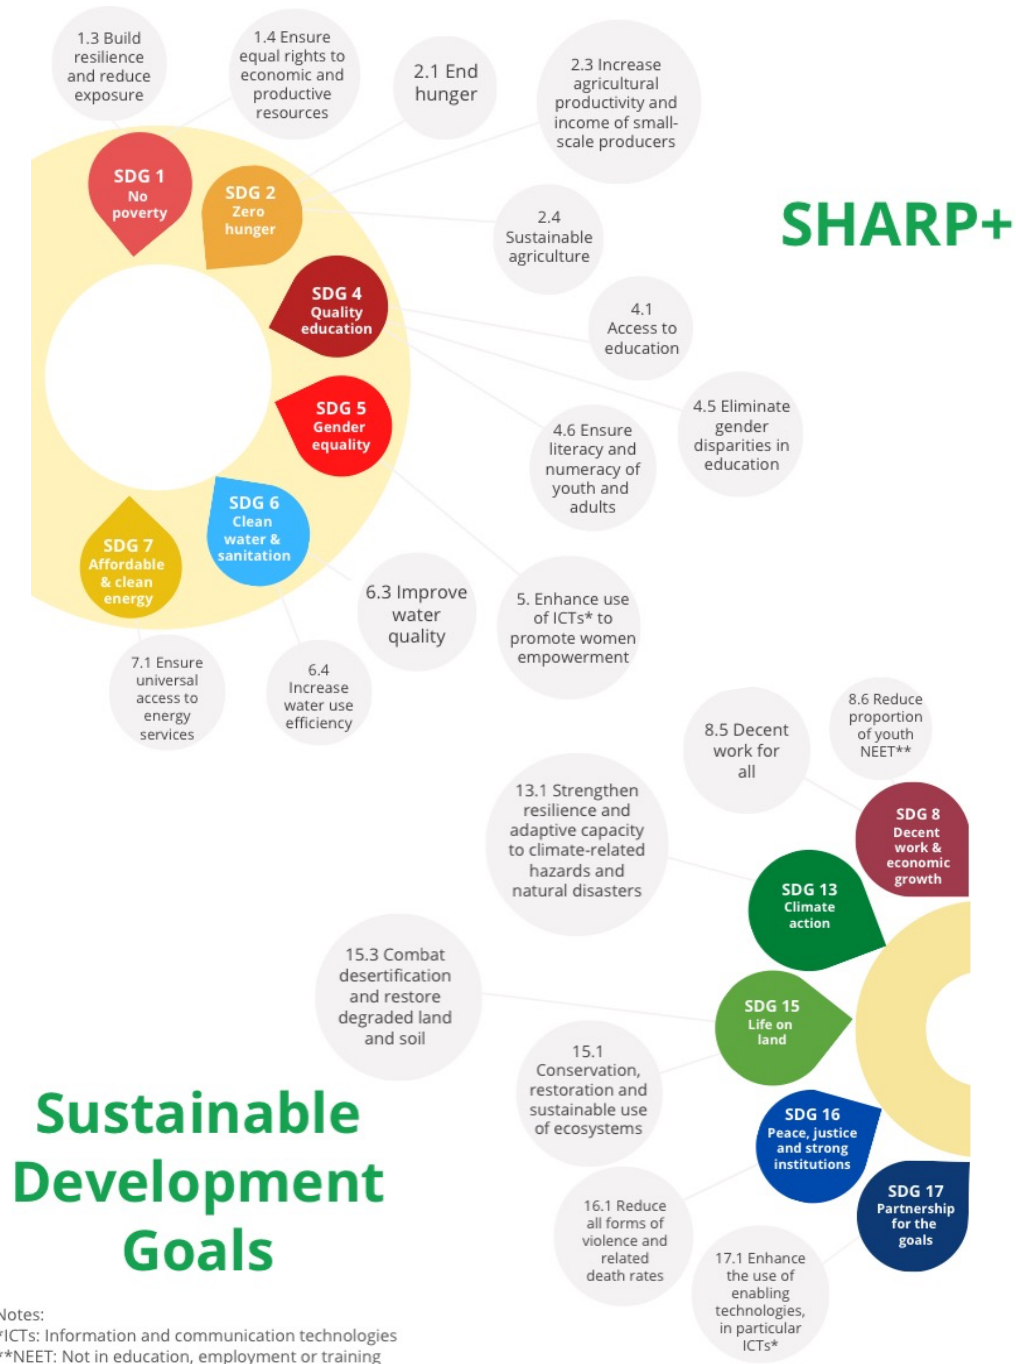 1.3 Build
resilience
and reduce
exposure
1.4 Ensure
equal rights to
economic and
productive
resources
2.1 End
hunger
2.3 Increase
agricultural
productivity and
income of small-
scale producers
SDG 1
No
poverty
SDG 2
Zero
hunger
2.4
Sustainable
agriculture
SHARP+
SDG 4
Quality
education
4.1
Access to
education
4.5 Eliminate
gender
disparities in
education
4.6 Ensure
literacy and
numeracy of
youth and
adults
SDG 5
Gender
equality
SDG 6
Clean
water &
sanitation
SDG 7
Affordable
& clean
energy
6.3 Improve
water
quality
5. Enhance use
of ICTs* to
promote women
empowerment
7.1 Ensure
universal
access to
energy
services
6.4
Increase
water use
efficiency
8.5 Decent
work for
all
8.6 Reduce
proportion
of youth
NEET**
13.1 Strengthen
resilience and
adaptive capacity
to climate-related
hazards and
natural disasters
SDG 8
Decent
work &
economic
growth
SDG 13
Climate
action
15.3 Combat
desertification
and restore
degraded land
and soil
SDG 15
Life on
land
15.1
Conservation,
restoration and
sustainable use
of ecosystems
SDG 16
Peace, justice
and strong
institutions
16.1 Reduce
all forms of
violence and
related
death rates
SDG 17
Partnership
for the
goals
17.1 Enhance
the use of
enabling
technologies,
in particular
ICTs*
Sustainable
Development
Goals
Notes:
*ICTs: Information and communication technologies
**NEET: Not in education, employment or training